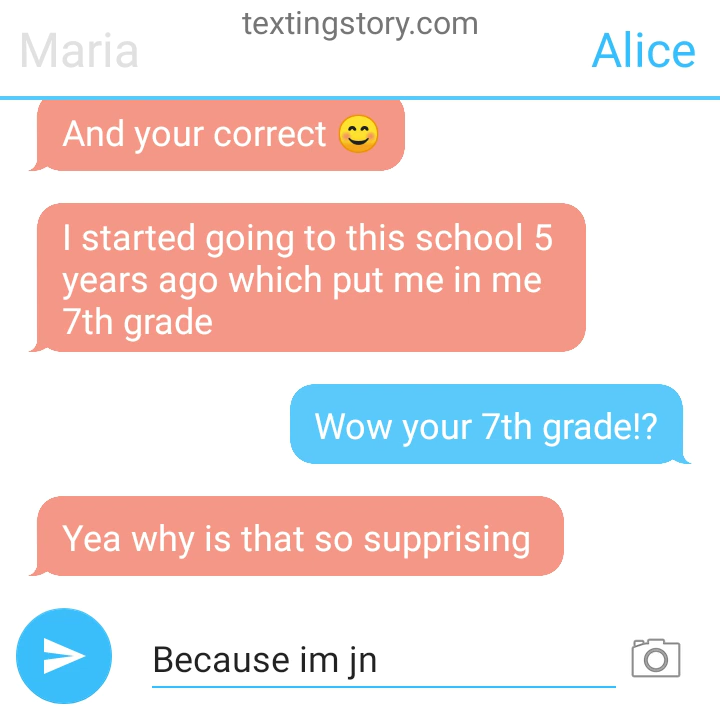 textingstory.com
Maria
Alice
And your correct 😊
I started going to this school 5
years ago which put me in me
7th grade
Wow your 7th grade!?
Yea why is that so supprising
Because im jn